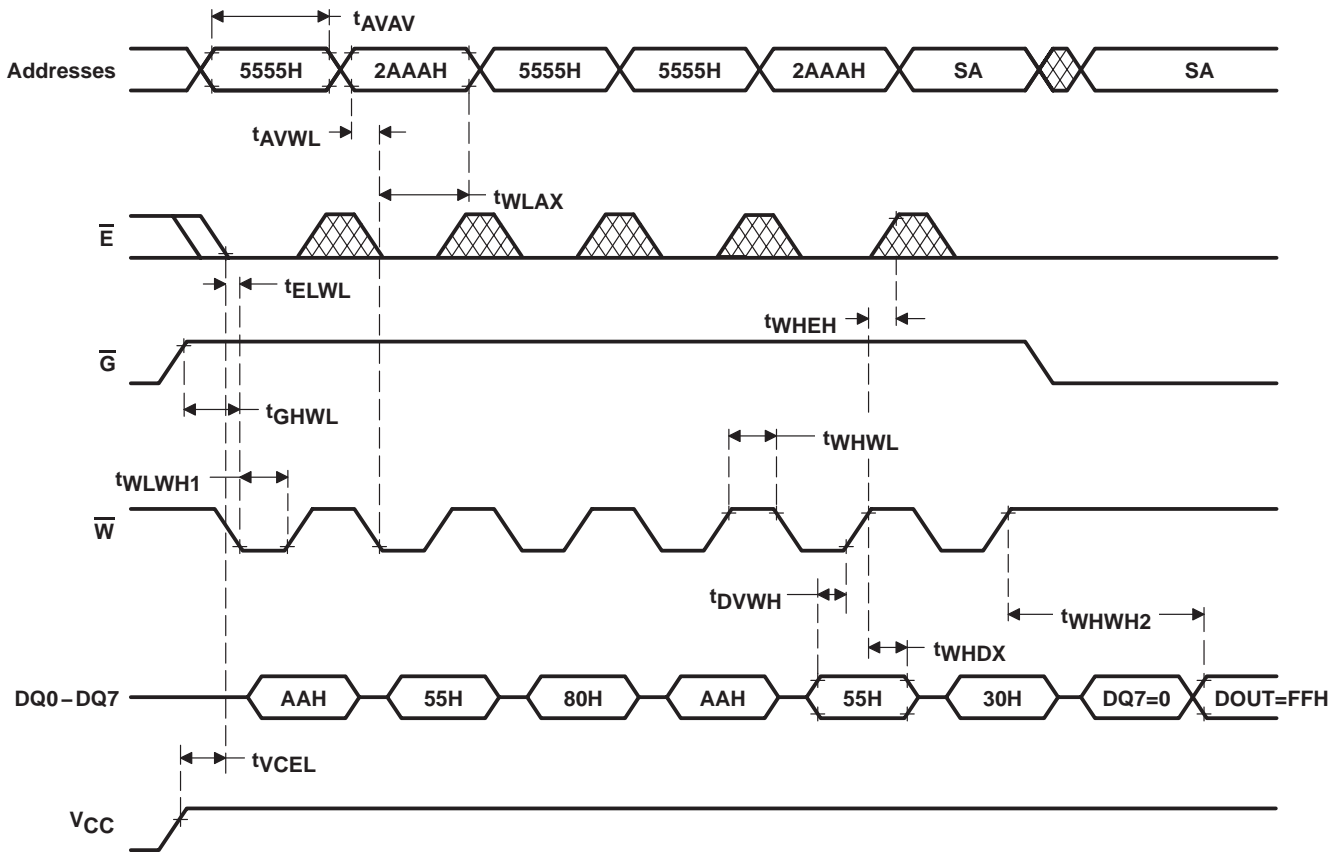 tAVAV
Addresses 5555H 2AAAH 5555H 5555H 2AAAH SA SA
tAVWL
tWLAX
E
tELWL
tWHEH
G
tGHWL
tWHWL
tWLWH1
W
tDVWH
tWHWH2
tWHDX
DQ0–DQ7 AAH 55H 80H AAH 55H 30H DQ7=0 DOUT=FFH
tVCEL
VCC